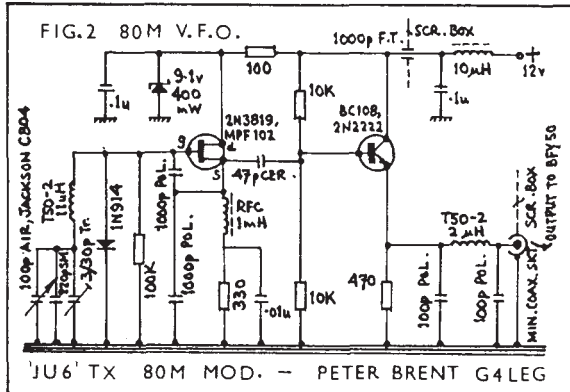 FIG.2 80M V.F.O.
1000p F.T.
SCR. BOX
10µH
+
12v
.1u
9·1v
400
mW
100
10K
.1u
2N3819,
MPF102
BC108,
2N2222
g
d
s
47p CER.
100p AIR, JACKSON C804
T50-2
11uH
1N914
1000p POL.
RFC
1mH
T50-2
2 µH
SCR. BOX
OUTPUT TO BFY50
3/30p Tr.
100K
1000p POL.
330
.01u
10K
470
100p POL.
100p POL.
MIN. COAX. SKT.
'JU6' TX 80M MOD. — PETER BRENT G4LEG